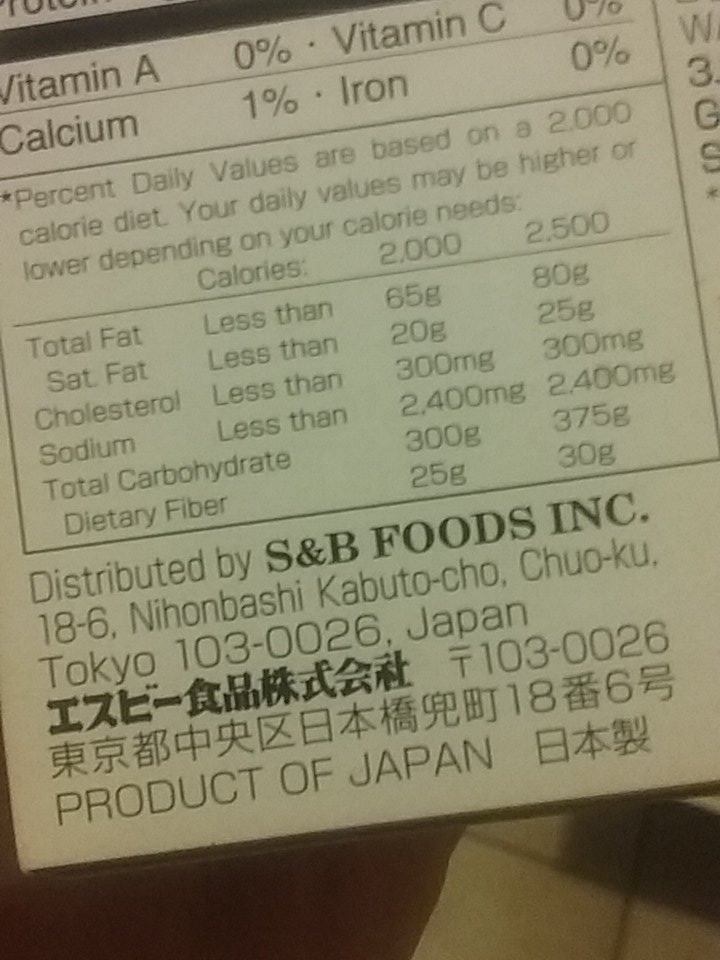 Protein
Vitamin A 0% · Vitamin C 0%
Calcium 1% · Iron 0%
*Percent Daily Values are based on a 2,000
calorie diet. Your daily values may be higher or
lower depending on your calorie needs:
Calories: 2,000 2,500
Total Fat Less than 65g 80g
Sat. Fat Less than 20g 25g
Cholesterol Less than 300mg 300mg
Sodium Less than 2,400mg 2,400mg
Total Carbohydrate 300g 375g
Dietary Fiber 25g 30g
Distributed by S&B FOODS INC.
18-6, Nihonbashi Kabuto-cho, Chuo-ku,
Tokyo 103-0026, Japan
エスビー食品株式会社 〒103-0026
東京都中央区日本橋兜町18番6号
PRODUCT OF JAPAN 日本製